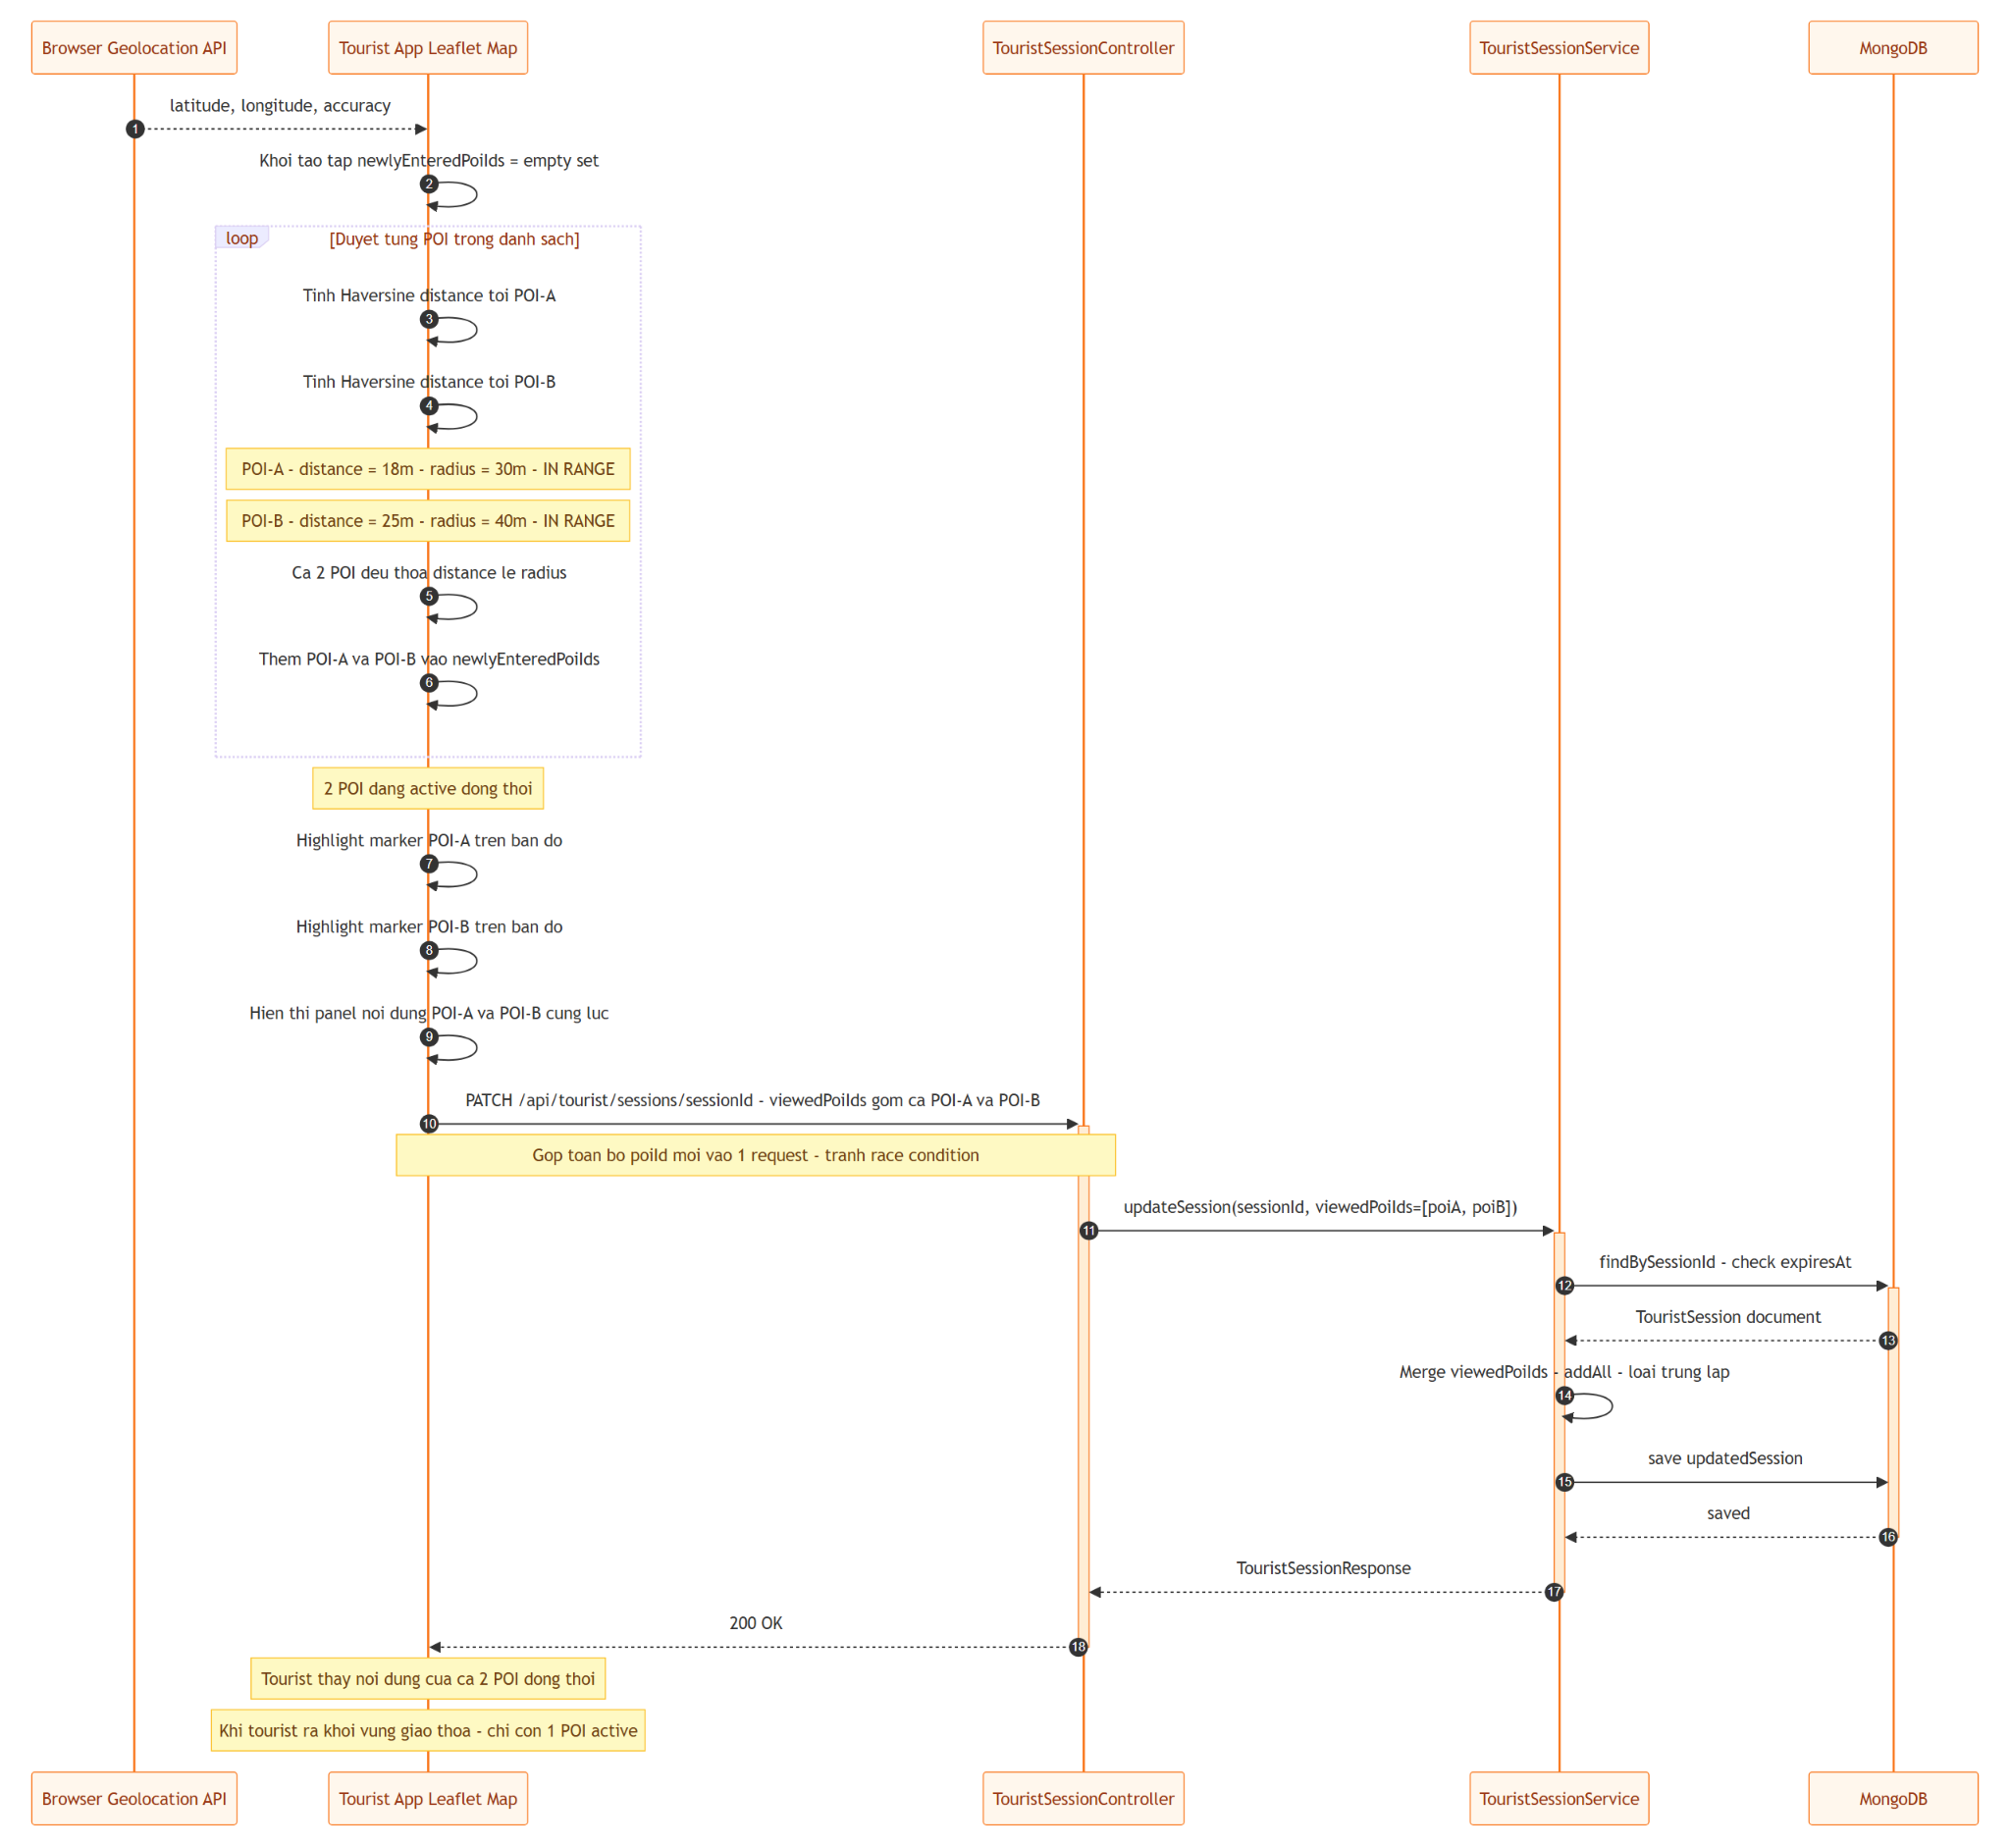 Browser Geolocation API
Tourist App Leaflet Map
TouristSessionController
TouristSessionService
MongoDB
latitude, longitude, accuracy
1
Khoi tao tap newlyEnteredPoiIds = empty set
2
loop
[Duyet tung POI trong danh sach]
Tinh Haversine distance toi POI-A
3
Tinh Haversine distance toi POI-B
4
POI-A - distance = 18m - radius = 30m - IN RANGE
POI-B - distance = 25m - radius = 40m - IN RANGE
Ca 2 POI deu thoa distance le radius
5
Them POI-A va POI-B vao newlyEnteredPoiIds
6
2 POI dang active dong thoi
Highlight marker POI-A tren ban do
7
Highlight marker POI-B tren ban do
8
Hien thi panel noi dung POI-A va POI-B cung luc
9
PATCH /api/tourist/sessions/sessionId - viewedPoiIds gom ca POI-A va POI-B
10
Gop toan bo poiId moi vao 1 request - tranh race condition
updateSession(sessionId, viewedPoiIds=[poiA, poiB])
11
findBySessionId - check expiresAt
12
TouristSession document
13
Merge viewedPoiIds - addAll - loai trung lap
14
save updatedSession
15
saved
16
TouristSessionResponse
17
200 OK
18
Tourist thay noi dung cua ca 2 POI dong thoi
Khi tourist ra khoi vung giao thoa - chi con 1 POI active
Browser Geolocation API
Tourist App Leaflet Map
TouristSessionController
TouristSessionService
MongoDB